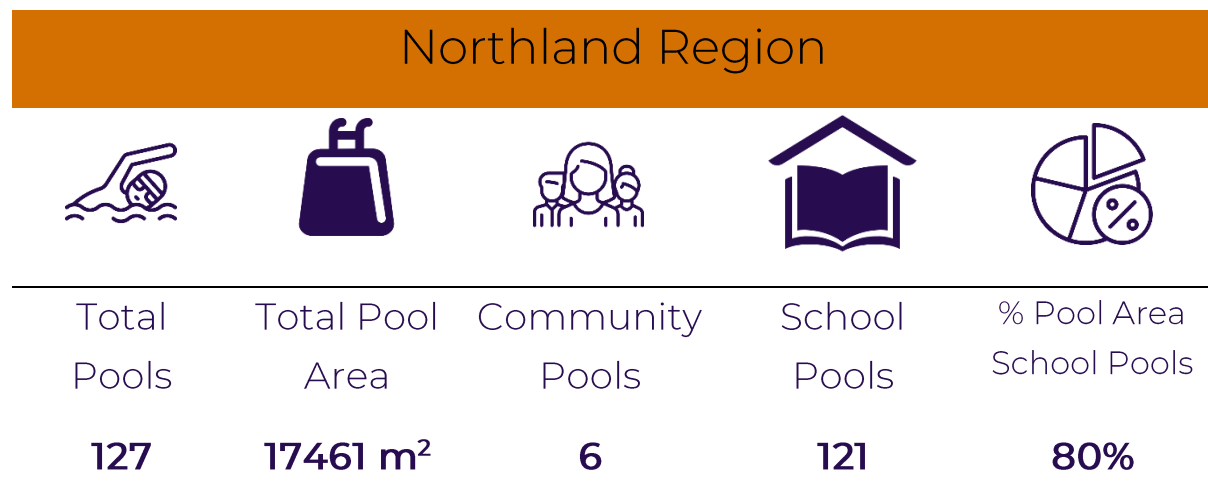 Northland Region
%
Total Pools
Total Pool Area
Community Pools
School Pools
% Pool Area School Pools
127
17461 m²
6
121
80%